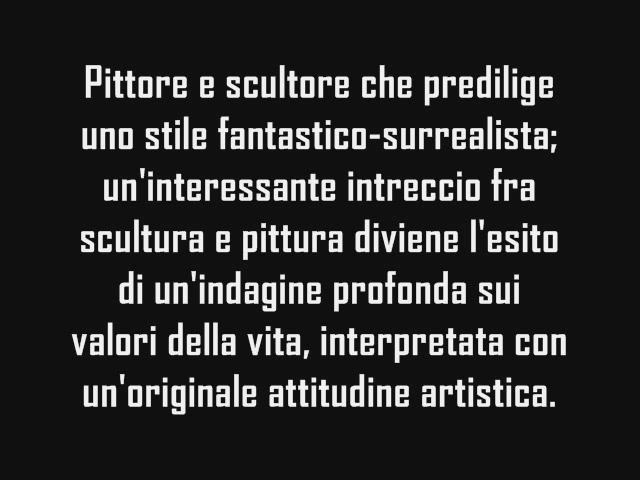 Pittore e scultore che predilige
uno stile fantastico-surrealista;
un'interessante intreccio fra
scultura e pittura diviene l'esito
di un'indagine profonda sui
valori della vita, interpretata con
un'originale attitudine artistica.